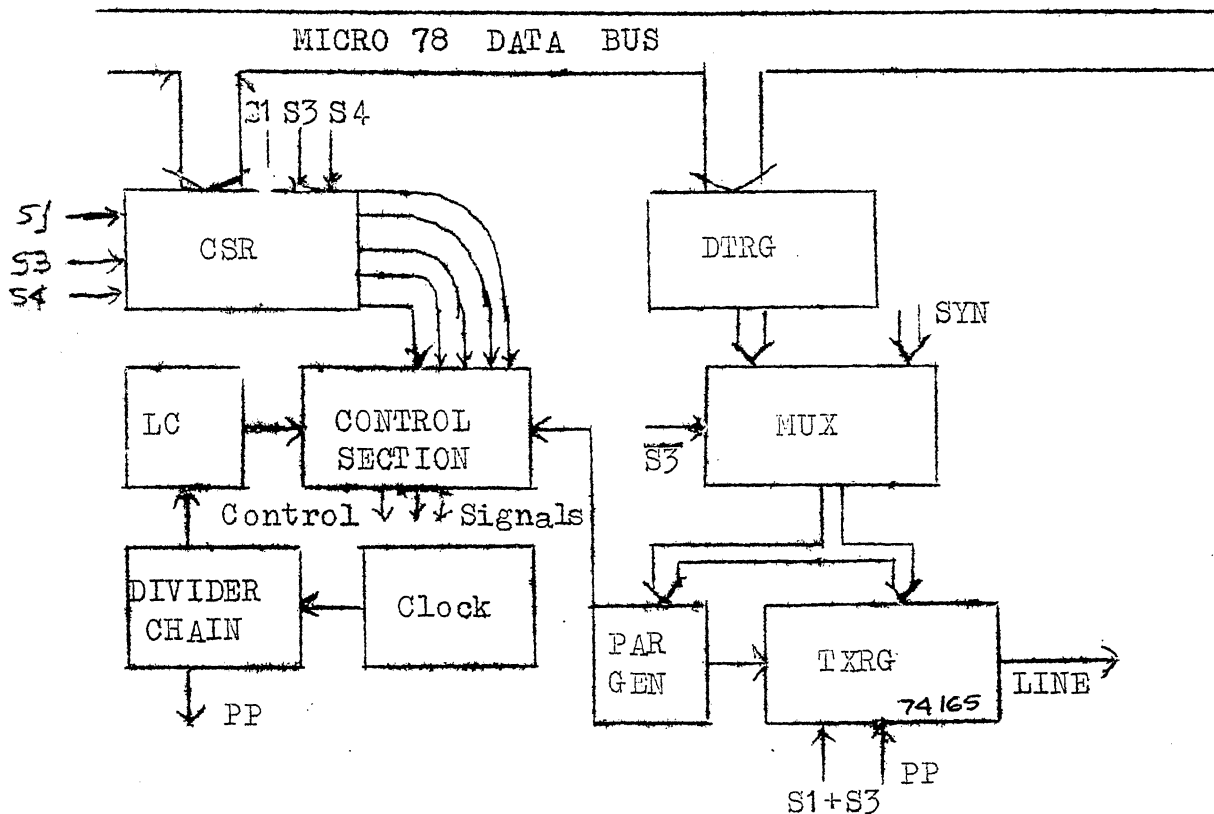 MICRO 78 DATA BUS
S1 S3 S4
S1
S3
S4
CSR
DTRG
SYN
LC
CONTROL
SECTION
MUX
S̅3̅
Control Signals
DIVIDER
CHAIN
Clock
PAR
GEN
TXRG
74165
LINE
PP
S1+S3
PP